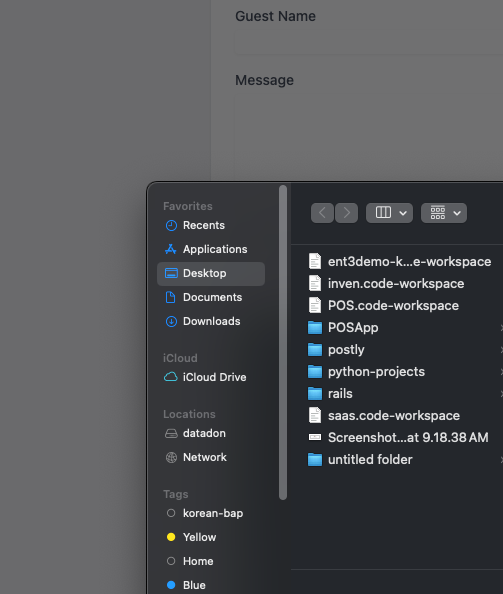 Guest Name
Message
Favorites
Recents
Applications
Desktop
Documents
Downloads
iCloud
iCloud Drive
Locations
datadon
Network
Tags
korean-bap
Yellow
Home
Blue
ent3demo-k...e-workspace
inven.code-workspace
POS.code-workspace
POSApp
postly
python-projects
rails
saas.code-workspace
Screenshot...at 9.18.38 AM
untitled folder